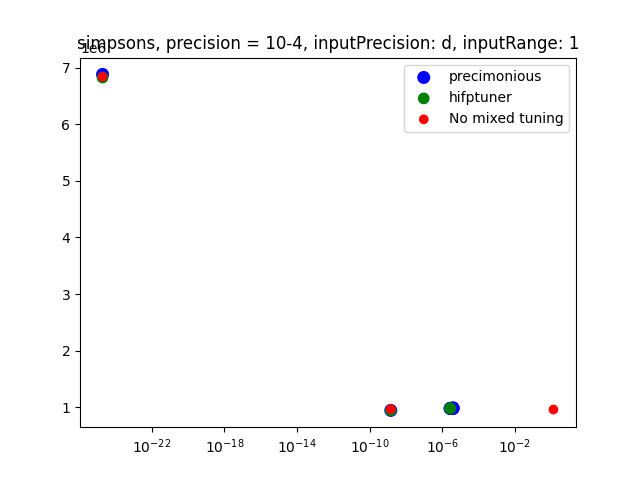 simpsons, precision = 10-4, inputPrecision: d, inputRange: 1
1e6
7
6
5
4
3
2
1
precimonious
hifptuner
No mixed tuning
10⁻²² 10⁻¹⁸ 10⁻¹⁴ 10⁻¹⁰ 10⁻⁶ 10⁻²